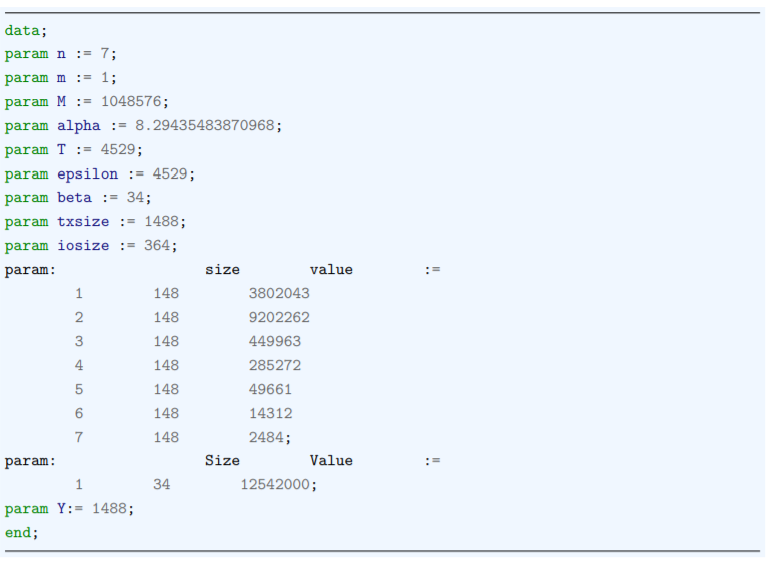 data;
param n := 7;
param m := 1;
param M := 1048576;
param alpha := 8.29435483870968;
param T := 4529;
param epsilon := 4529;
param beta := 34;
param txsize := 1488;
param iosize := 364;
param: size value :=
1 148 3802043
2 148 9202262
3 148 449963
4 148 285272
5 148 49661
6 148 14312
7 148 2484;
param: Size Value :=
1 34 12542000;
param Y:= 1488;
end;